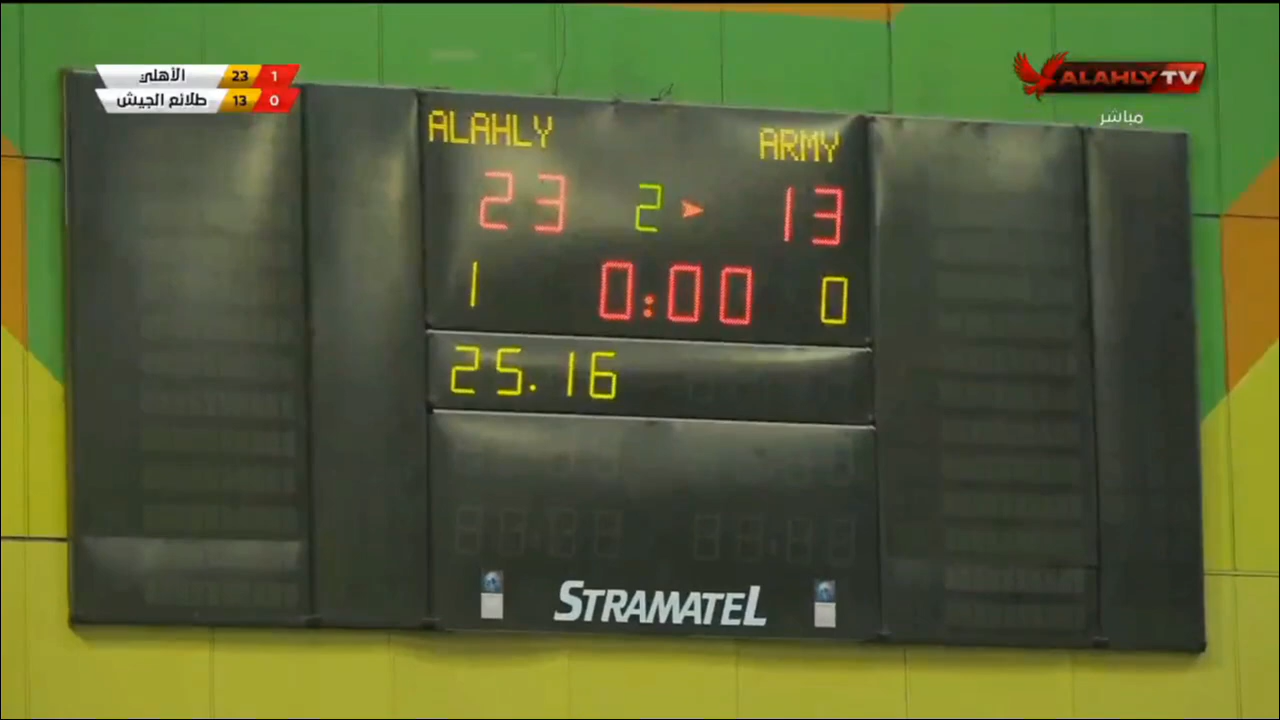 الأهلي 23 1
طلائع الجيش 13 0
ALAHLY TV
مباشر
ALAHLY ARMY
23 2 13
1 0:00 0
25.16
STRAMATEL